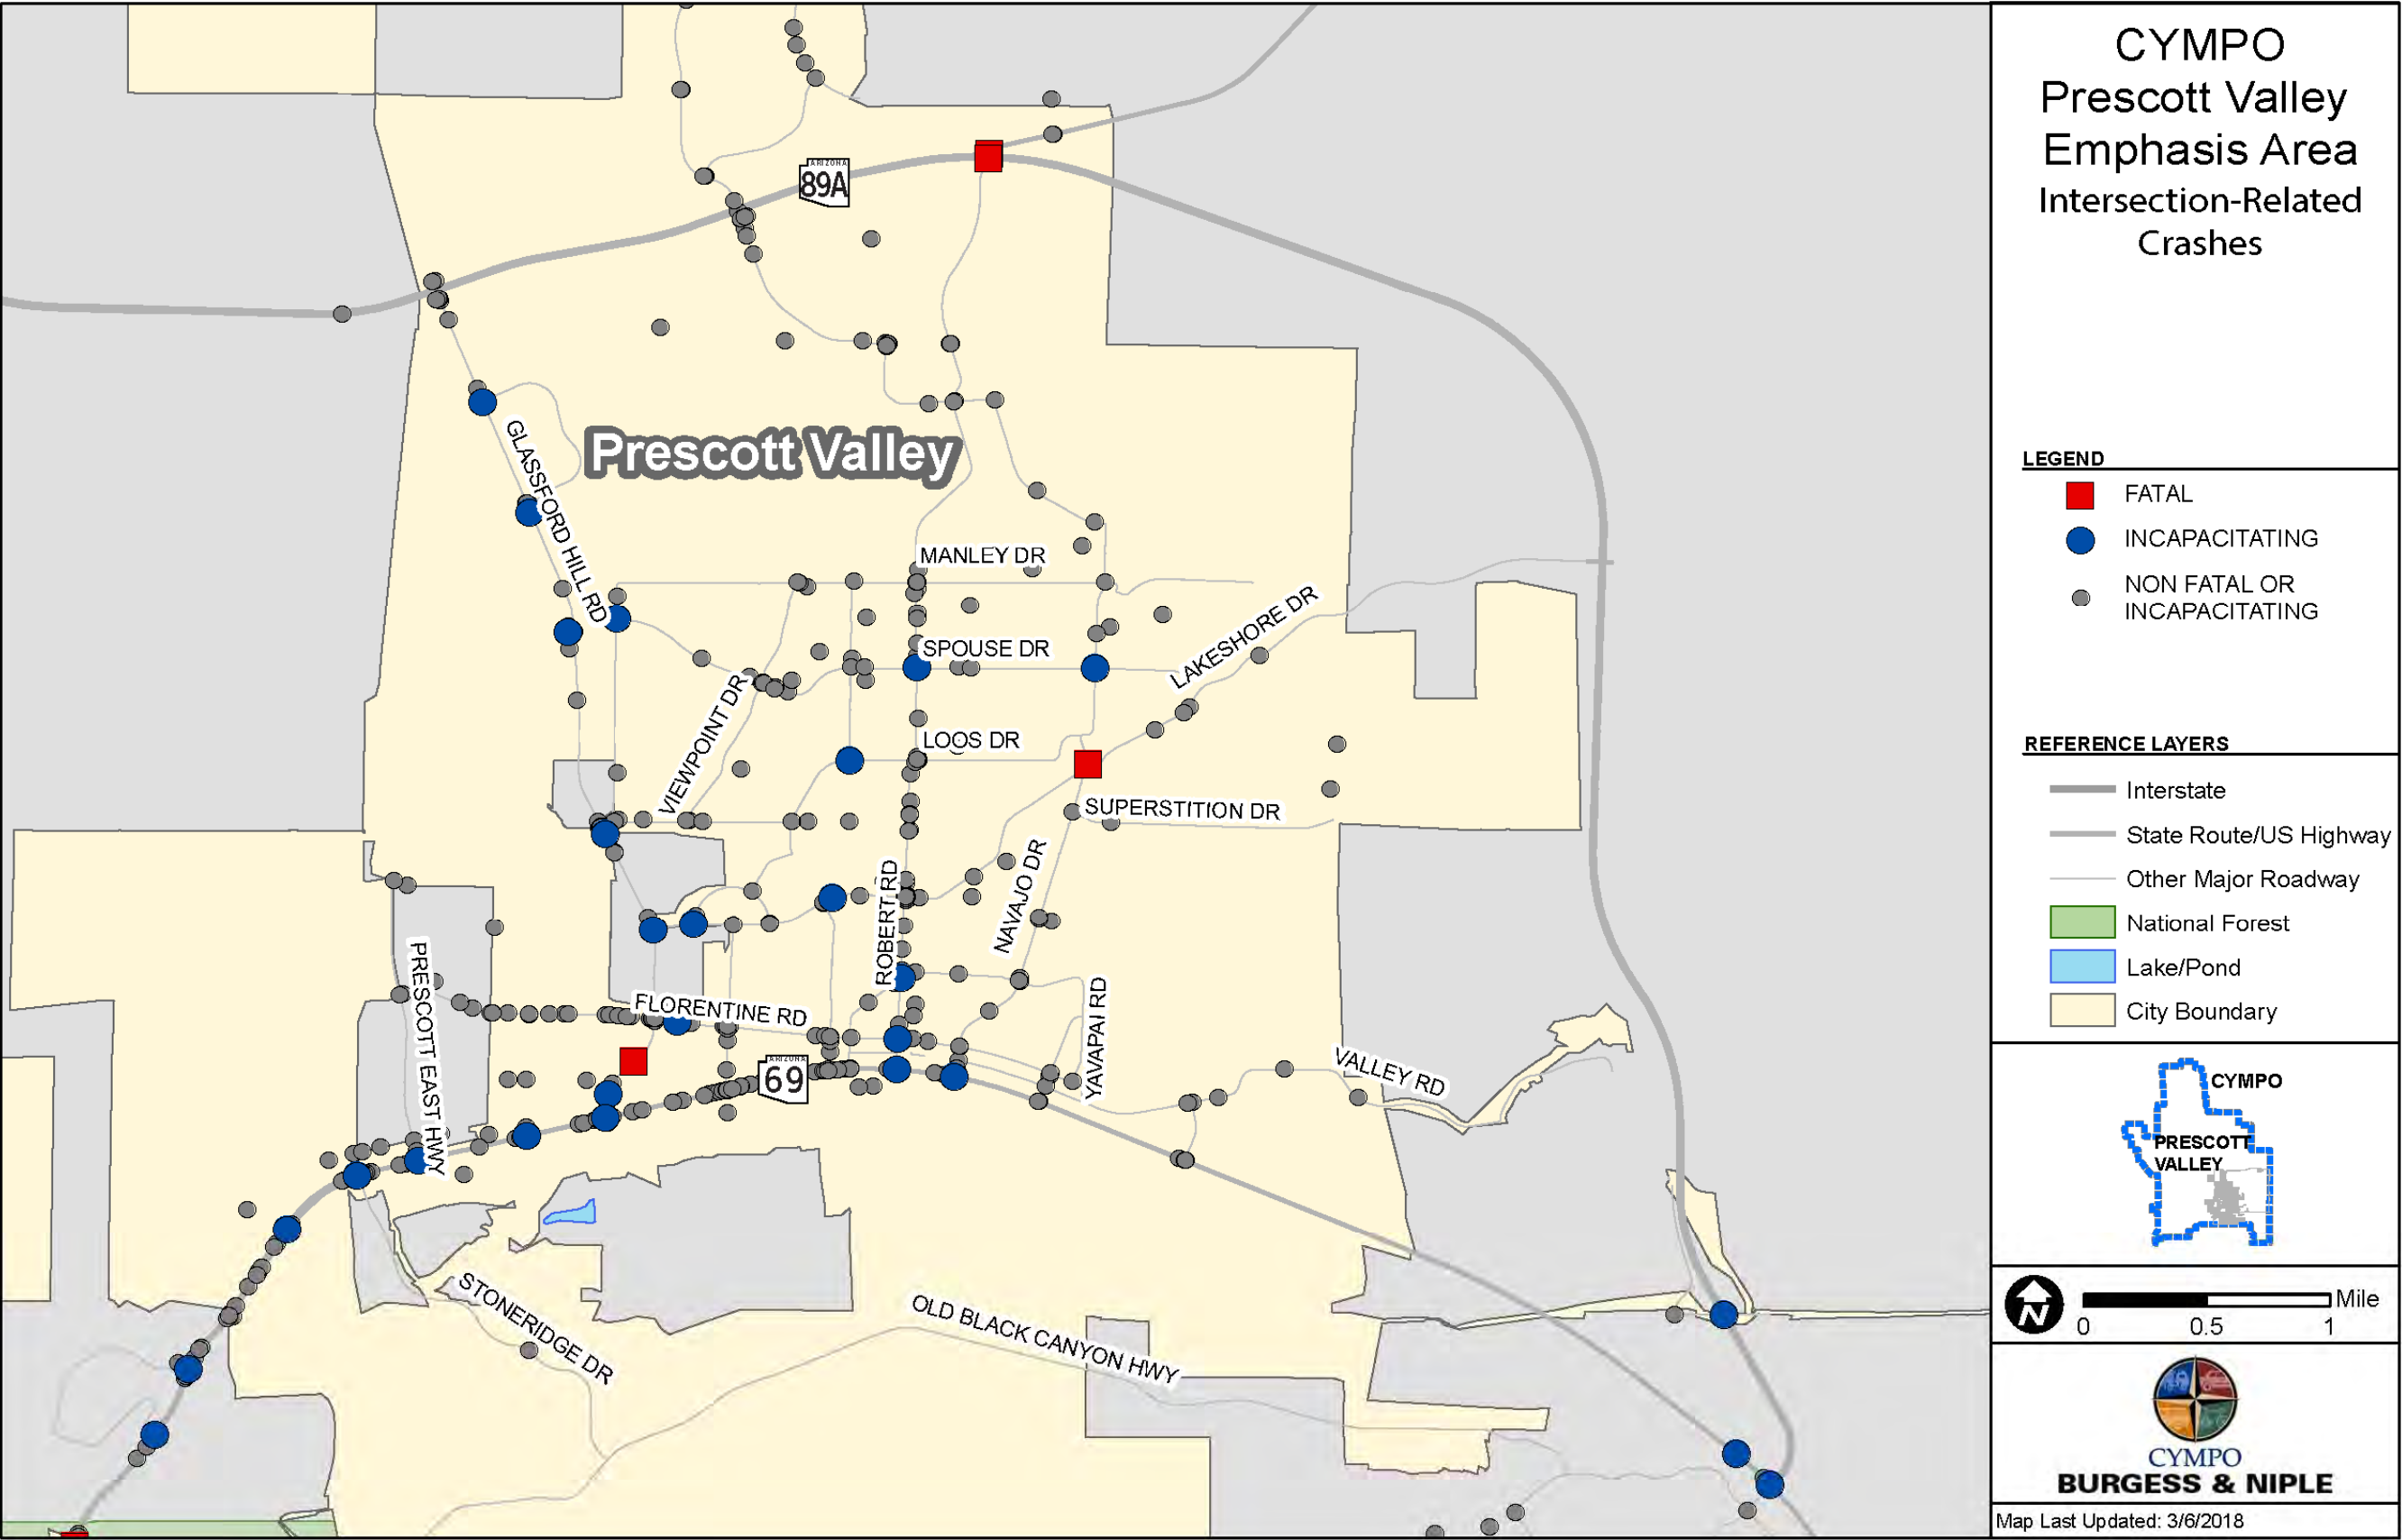 CYMPO
Prescott Valley
Emphasis Area
Intersection-Related
Crashes
LEGEND
FATAL
INCAPACITATING
NON FATAL OR
INCAPACITATING
REFERENCE LAYERS
Interstate
State Route/US Highway
Other Major Roadway
National Forest
Lake/Pond
City Boundary
CYMPO
PRESCOTT
VALLEY
N
Mile
0
0.5
1
CYMPO
BURGESS & NIPLE
Map Last Updated: 3/6/2018
ARIZONA
89A
Prescott Valley
GLASSFORD HILL RD
MANLEY DR
SPOUSE DR
LAKESHORE DR
VIEWPOINT DR
LOOS DR
SUPERSTITION DR
ROBERT RD
NAVAJO DR
PRESCOTT EAST HWY
FLORENTINE RD
YAVAPAI RD
ARIZONA
69
VALLEY RD
STONERIDGE DR
OLD BLACK CANYON HWY